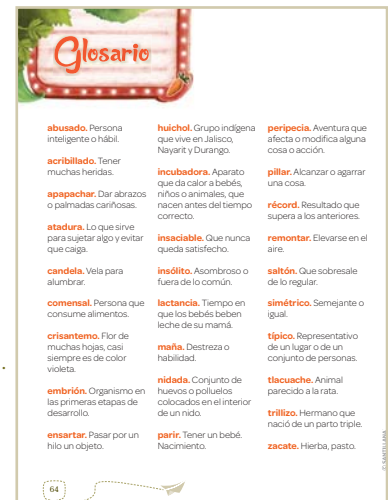 Glosario
abusado. Persona
inteligente o hábil.
acribillado. Tener
muchas heridas.
apapachar. Dar abrazos
o palmadas cariñosas.
atadura. Lo que sirve
para sujetar algo y evitar
que caiga.
candela. Vela para
alumbrar.
comensal. Persona que
consume alimentos.
crisantemo. Flor de
muchas hojas, casi
siempre es de color
violeta.
embrión. Organismo en
las primeras etapas de
desarrollo.
ensartar. Pasar por un
hilo un objeto.
huichol. Grupo indígena
que vive en Jalisco,
Nayarit y Durango.
incubadora. Aparato
que da calor a bebés,
niños o animales, que
nacen antes del tiempo
correcto.
insaciable. Que nunca
queda satisfecho.
insólito. Asombroso o
fuera de lo común.
lactancia. Tiempo en
que los bebés beben
leche de su mamá.
maña. Destreza o
habilidad.
nidada. Conjunto de
huevos o polluelos
colocados en el interior
de un nido.
parir. Tener un bebé.
Nacimiento.
peripecia. Aventura que
afecta o modifica alguna
cosa o acción.
pillar. Alcanzar o agarrar
una cosa.
récord. Resultado que
supera a los anteriores.
remontar. Elevarse en el
aire.
saltón. Que sobresale
de lo regular.
simétrico. Semejante o
igual.
típico. Representativo
de un lugar o de un
conjunto de personas.
tlacuache. Animal
parecido a la rata.
trillizo. Hermano que
nació de un parto triple.
zacate. Hierba, pasto.
© SANTILLANA
64